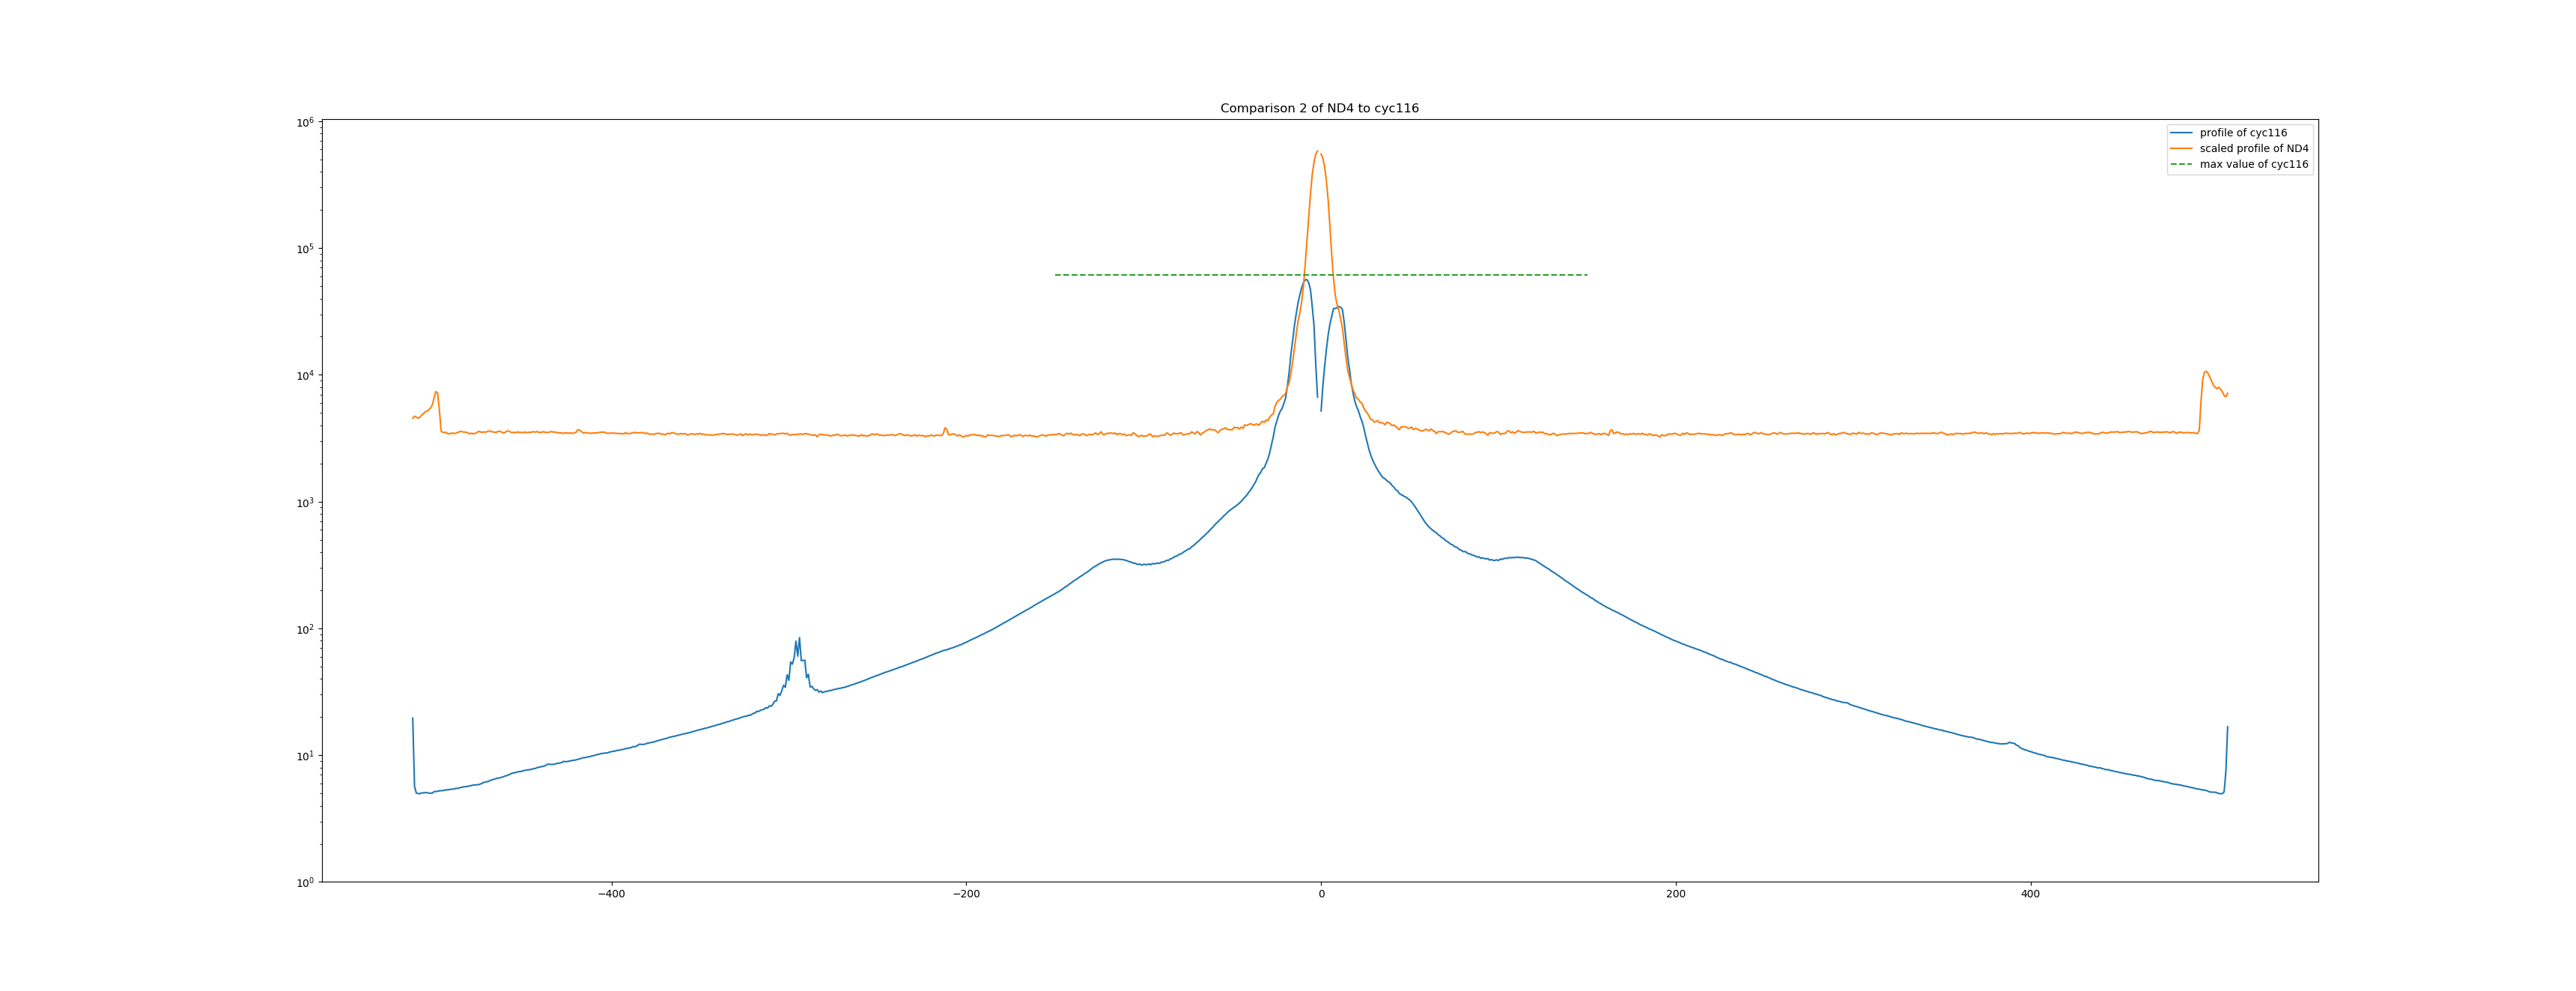 Comparison 2 of ND4 to cyc116
profile of cyc116
scaled profile of ND4
max value of cyc116
10⁶
10⁵
10⁴
10³
10²
10¹
10⁰
−400 −200 0 200 400